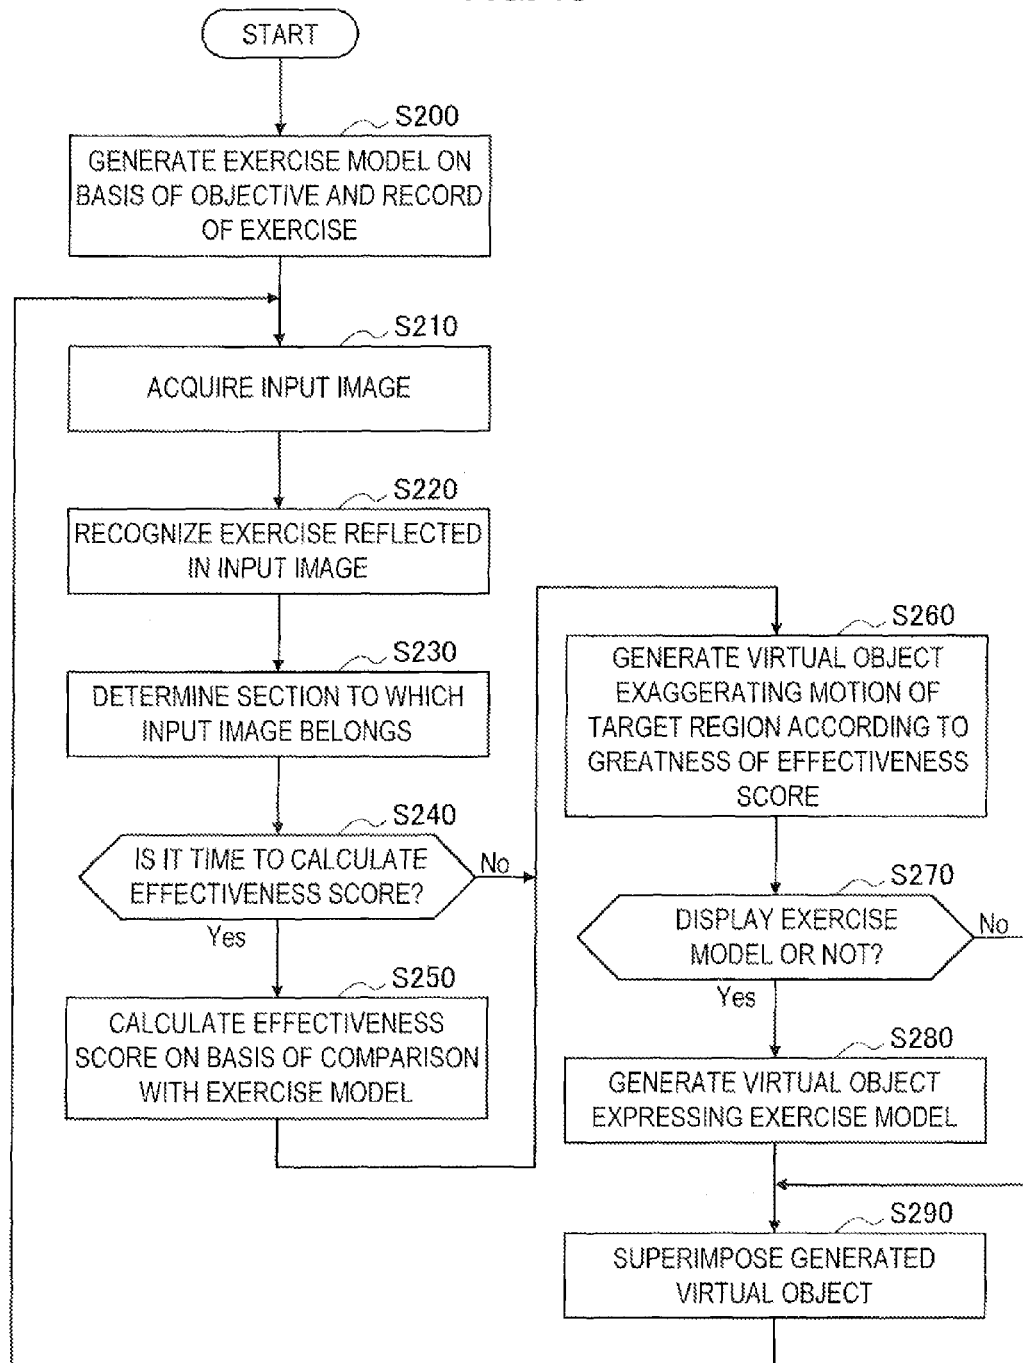 START
S200
GENERATE EXERCISE MODEL ON
BASIS OF OBJECTIVE AND RECORD
OF EXERCISE
S210
ACQUIRE INPUT IMAGE
S220
RECOGNIZE EXERCISE REFLECTED
IN INPUT IMAGE
S230
DETERMINE SECTION TO WHICH
INPUT IMAGE BELONGS
S240
IS IT TIME TO CALCULATE
EFFECTIVENESS SCORE?
No
Yes
S250
CALCULATE EFFECTIVENESS
SCORE ON BASIS OF COMPARISON
WITH EXERCISE MODEL
S260
GENERATE VIRTUAL OBJECT
EXAGGERATING MOTION OF
TARGET REGION ACCORDING TO
GREATNESS OF EFFECTIVENESS
SCORE
S270
DISPLAY EXERCISE
MODEL OR NOT?
No
Yes
S280
GENERATE VIRTUAL OBJECT
EXPRESSING EXERCISE MODEL
S290
SUPERIMPOSE GENERATED
VIRTUAL OBJECT